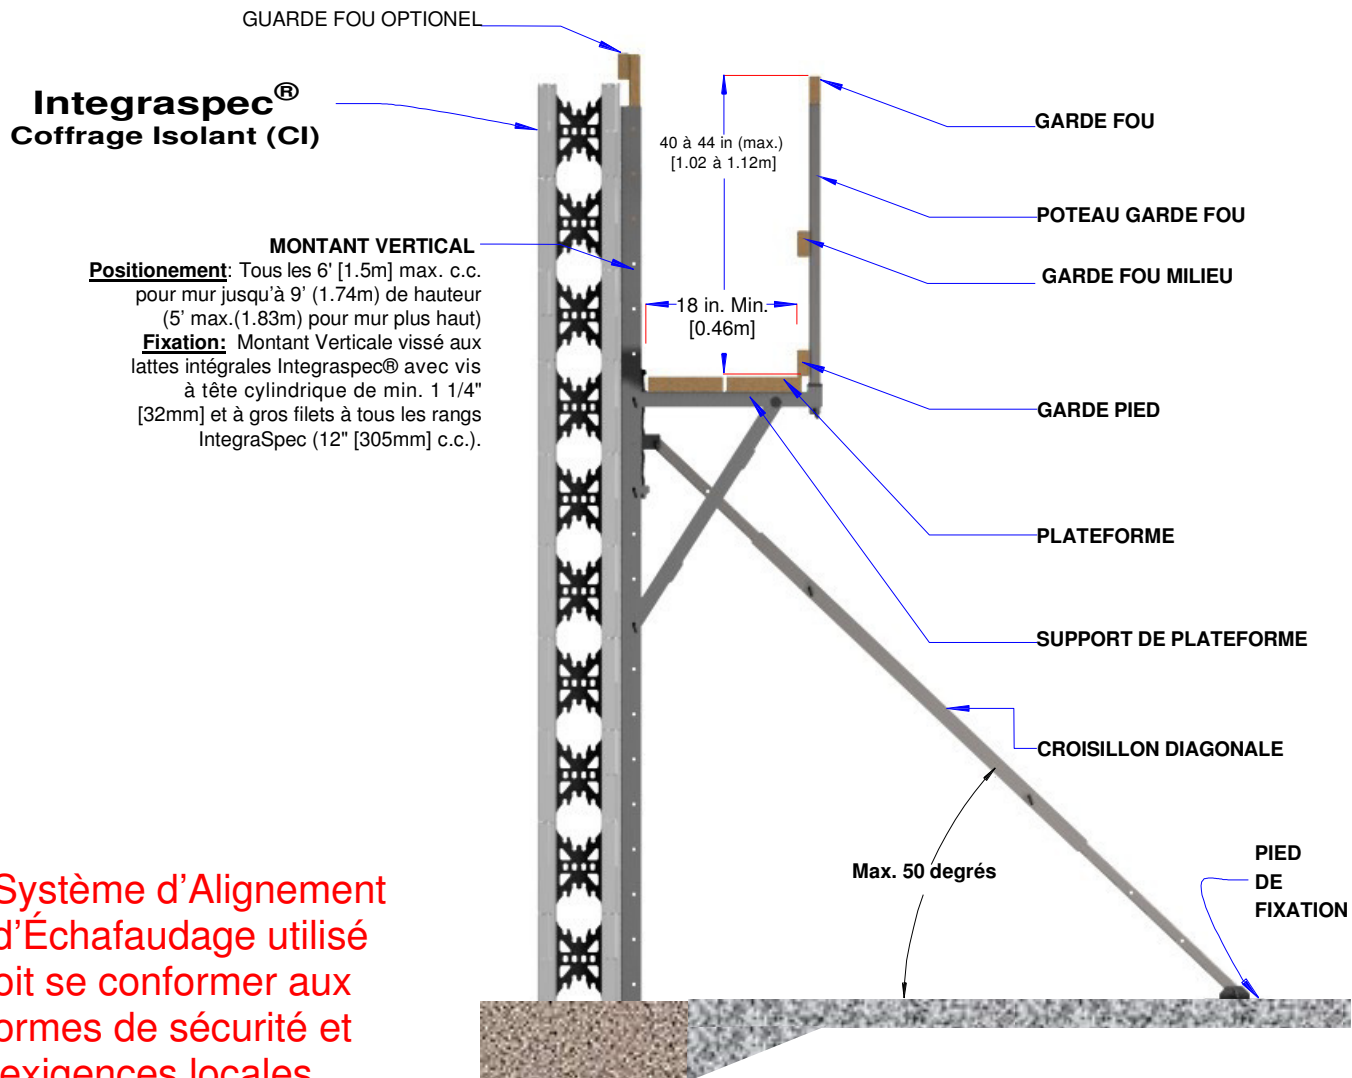 GUARDE FOU OPTIONEL
Integraspec®
Coffrage Isolant (CI)
MONTANT VERTICAL
Positionement: Tous les 6' [1.5m] max. c.c.
pour mur jusqu'à 9’ (1.74m) de hauteur
(5’ max.(1.83m) pour mur plus haut)
Fixation: Montant Verticale vissé aux
lattes intégrales Integraspec® avec vis
à tête cylindrique de min. 1 1/4"
[32mm] et à gros filets à tous les rangs
IntegraSpec (12" [305mm] c.c.).
40 à 44 in (max.)
[1.02 à 1.12m]
18 in. Min.
[0.46m]
GARDE FOU
POTEAU GARDE FOU
GARDE FOU MILIEU
GARDE PIED
PLATEFORME
SUPPORT DE PLATEFORME
CROISILLON DIAGONALE
Max. 50 degrés
PIED
DE
FIXATION
Système d’Alignement
d’Échafaudage utilisé
oit se conformer aux
ormes de sécurité et
exigences locales